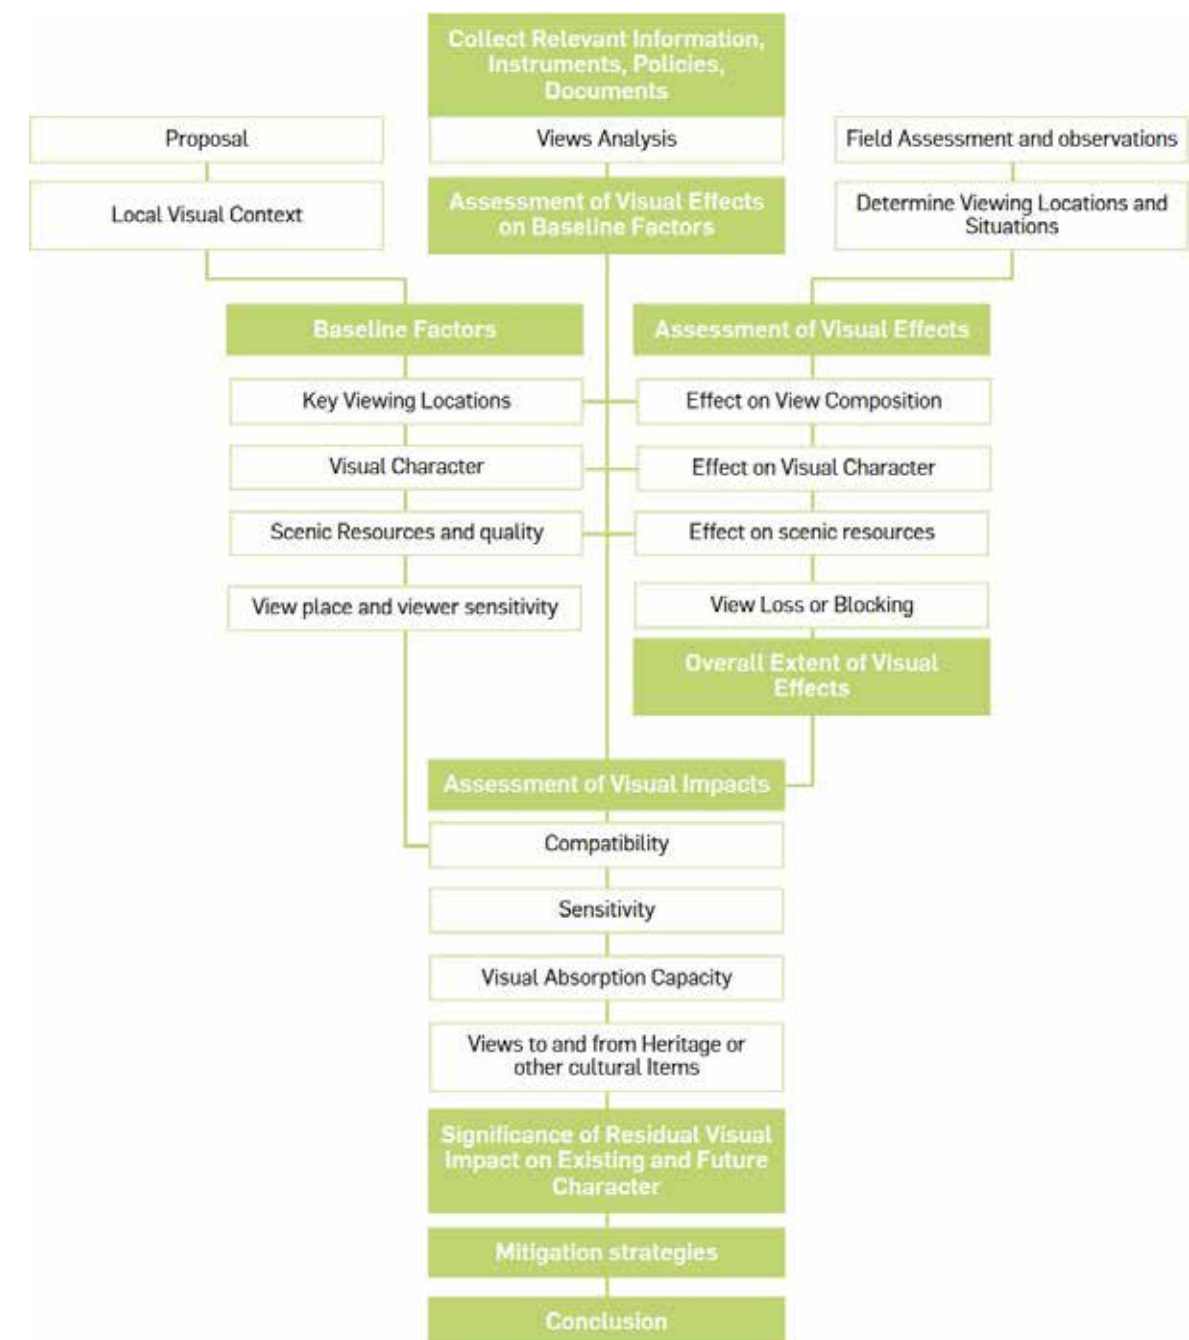 Collect Relevant Information,
Instruments, Policies,
Documents
Proposal
Views Analysis
Field Assessment and observations
Local Visual Context
Assessment of Visual Effects
on Baseline Factors
Determine Viewing Locations and
Situations
Baseline Factors
Assessment of Visual Effects
Key Viewing Locations
Effect on View Composition
Visual Character
Effect on Visual Character
Scenic Resources and quality
Effect on scenic resources
View place and viewer sensitivity
View Loss or Blocking
Overall Extent of Visual
Effects
Assessment of Visual Impacts
Compatibility
Sensitivity
Visual Absorption Capacity
Views to and from Heritage or
other cultural Items
Significance of Residual Visual
Impact on Existing and Future
Character
Mitigation strategies
Conclusion